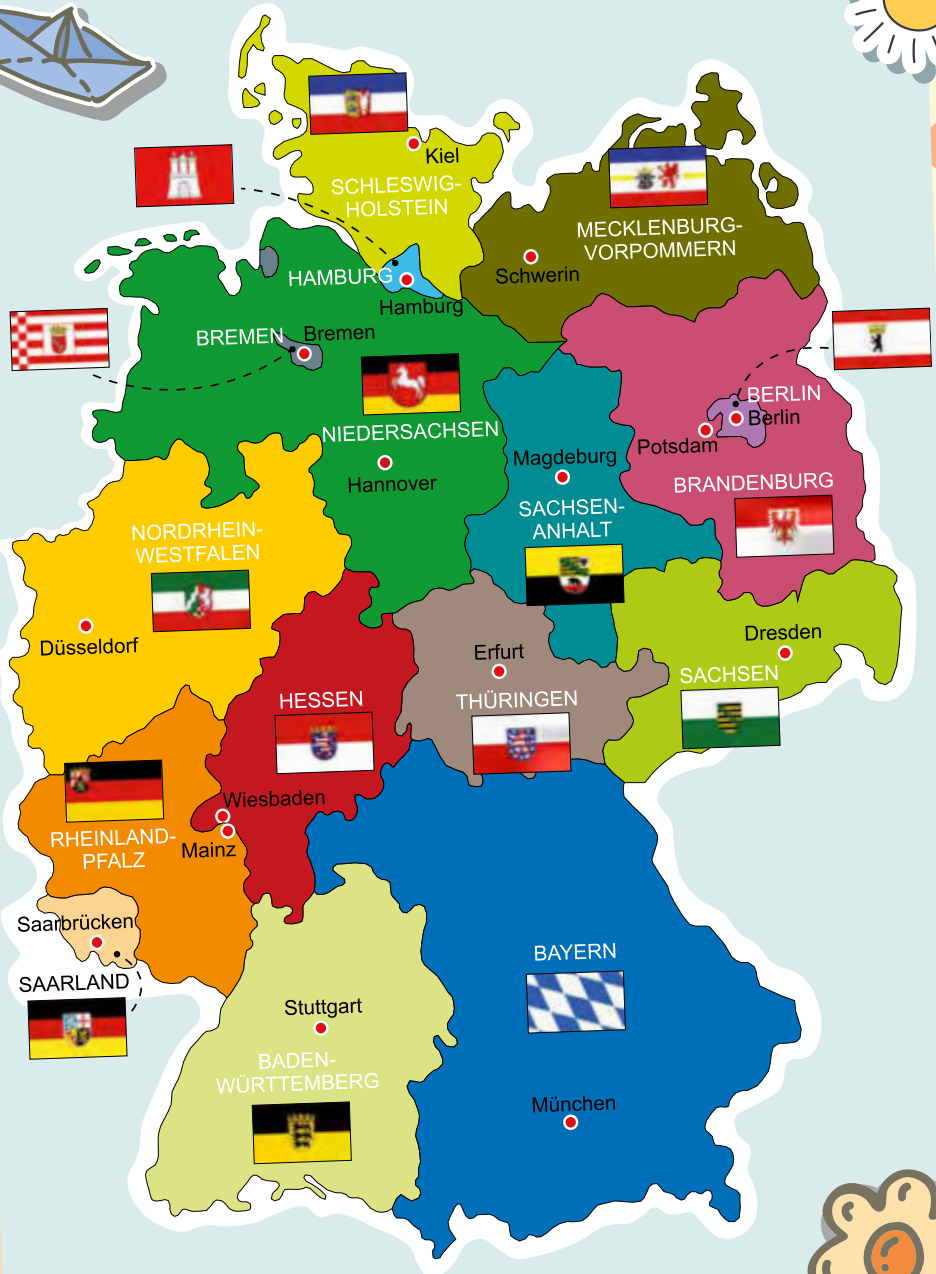 Kiel
SCHLESWIG-
HOLSTEIN
MECKLENBURG-
VORPOMMERN
Schwerin
HAMBURG
Hamburg
BREMEN
Bremen
NIEDERSACHSEN
Hannover
BERLIN
Berlin
Potsdam
BRANDENBURG
Magdeburg
SACHSEN-
ANHALT
NORDRHEIN-
WESTFALEN
Düsseldorf
Dresden
SACHSEN
Erfurt
THÜRINGEN
HESSEN
Wiesbaden
Mainz
RHEINLAND-
PFALZ
Saarbrücken
SAARLAND
BAYERN
München
Stuttgart
BADEN-
WÜRTTEMBERG